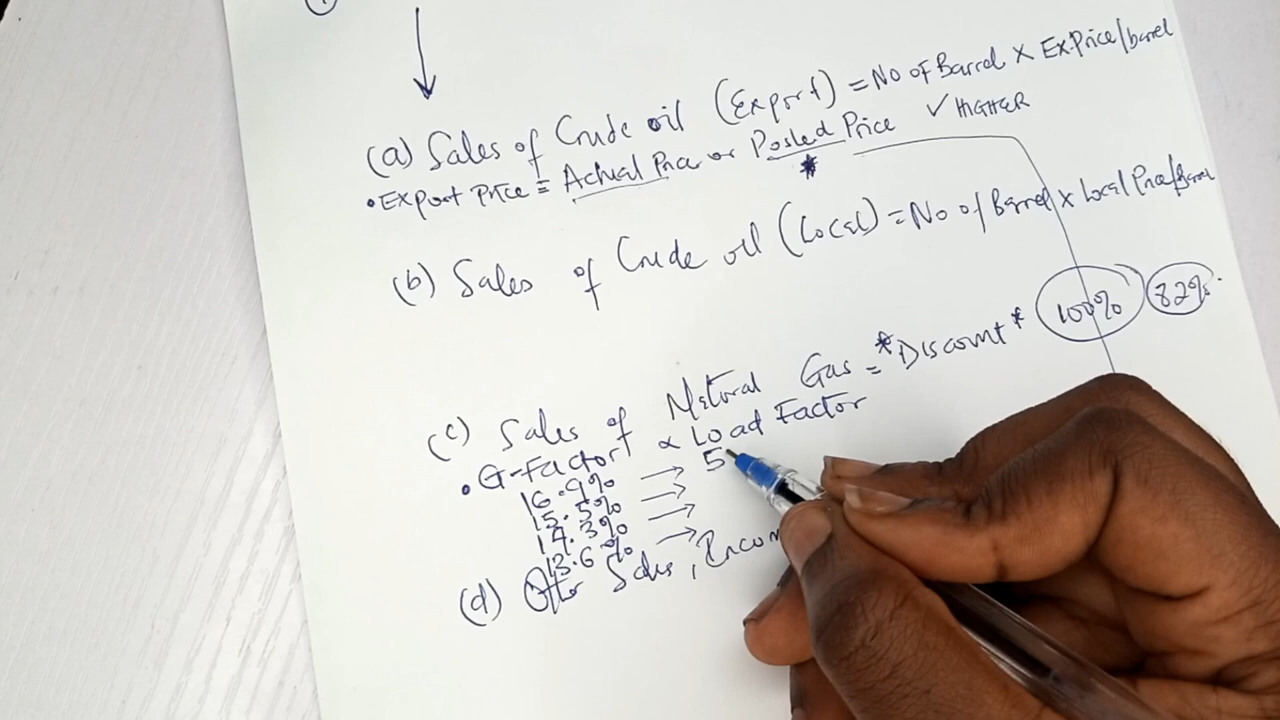 (a) Sales of Crude oil (Export) = No of Barrel × Ex.Price/barrel
• Export Price = Actual Price or Posted Price ✓ HIGHER
*
(b) Sales of Crude oil (Local) = No of Barrel × Local Price/Barrel
100% 82%
(c) Sales of Natural Gas = *Discount*
• G-Factor ∝ Load Factor
16.9% → 5
15.5% →
14.3% →
13.6% →
(d) Other Sales, Incom